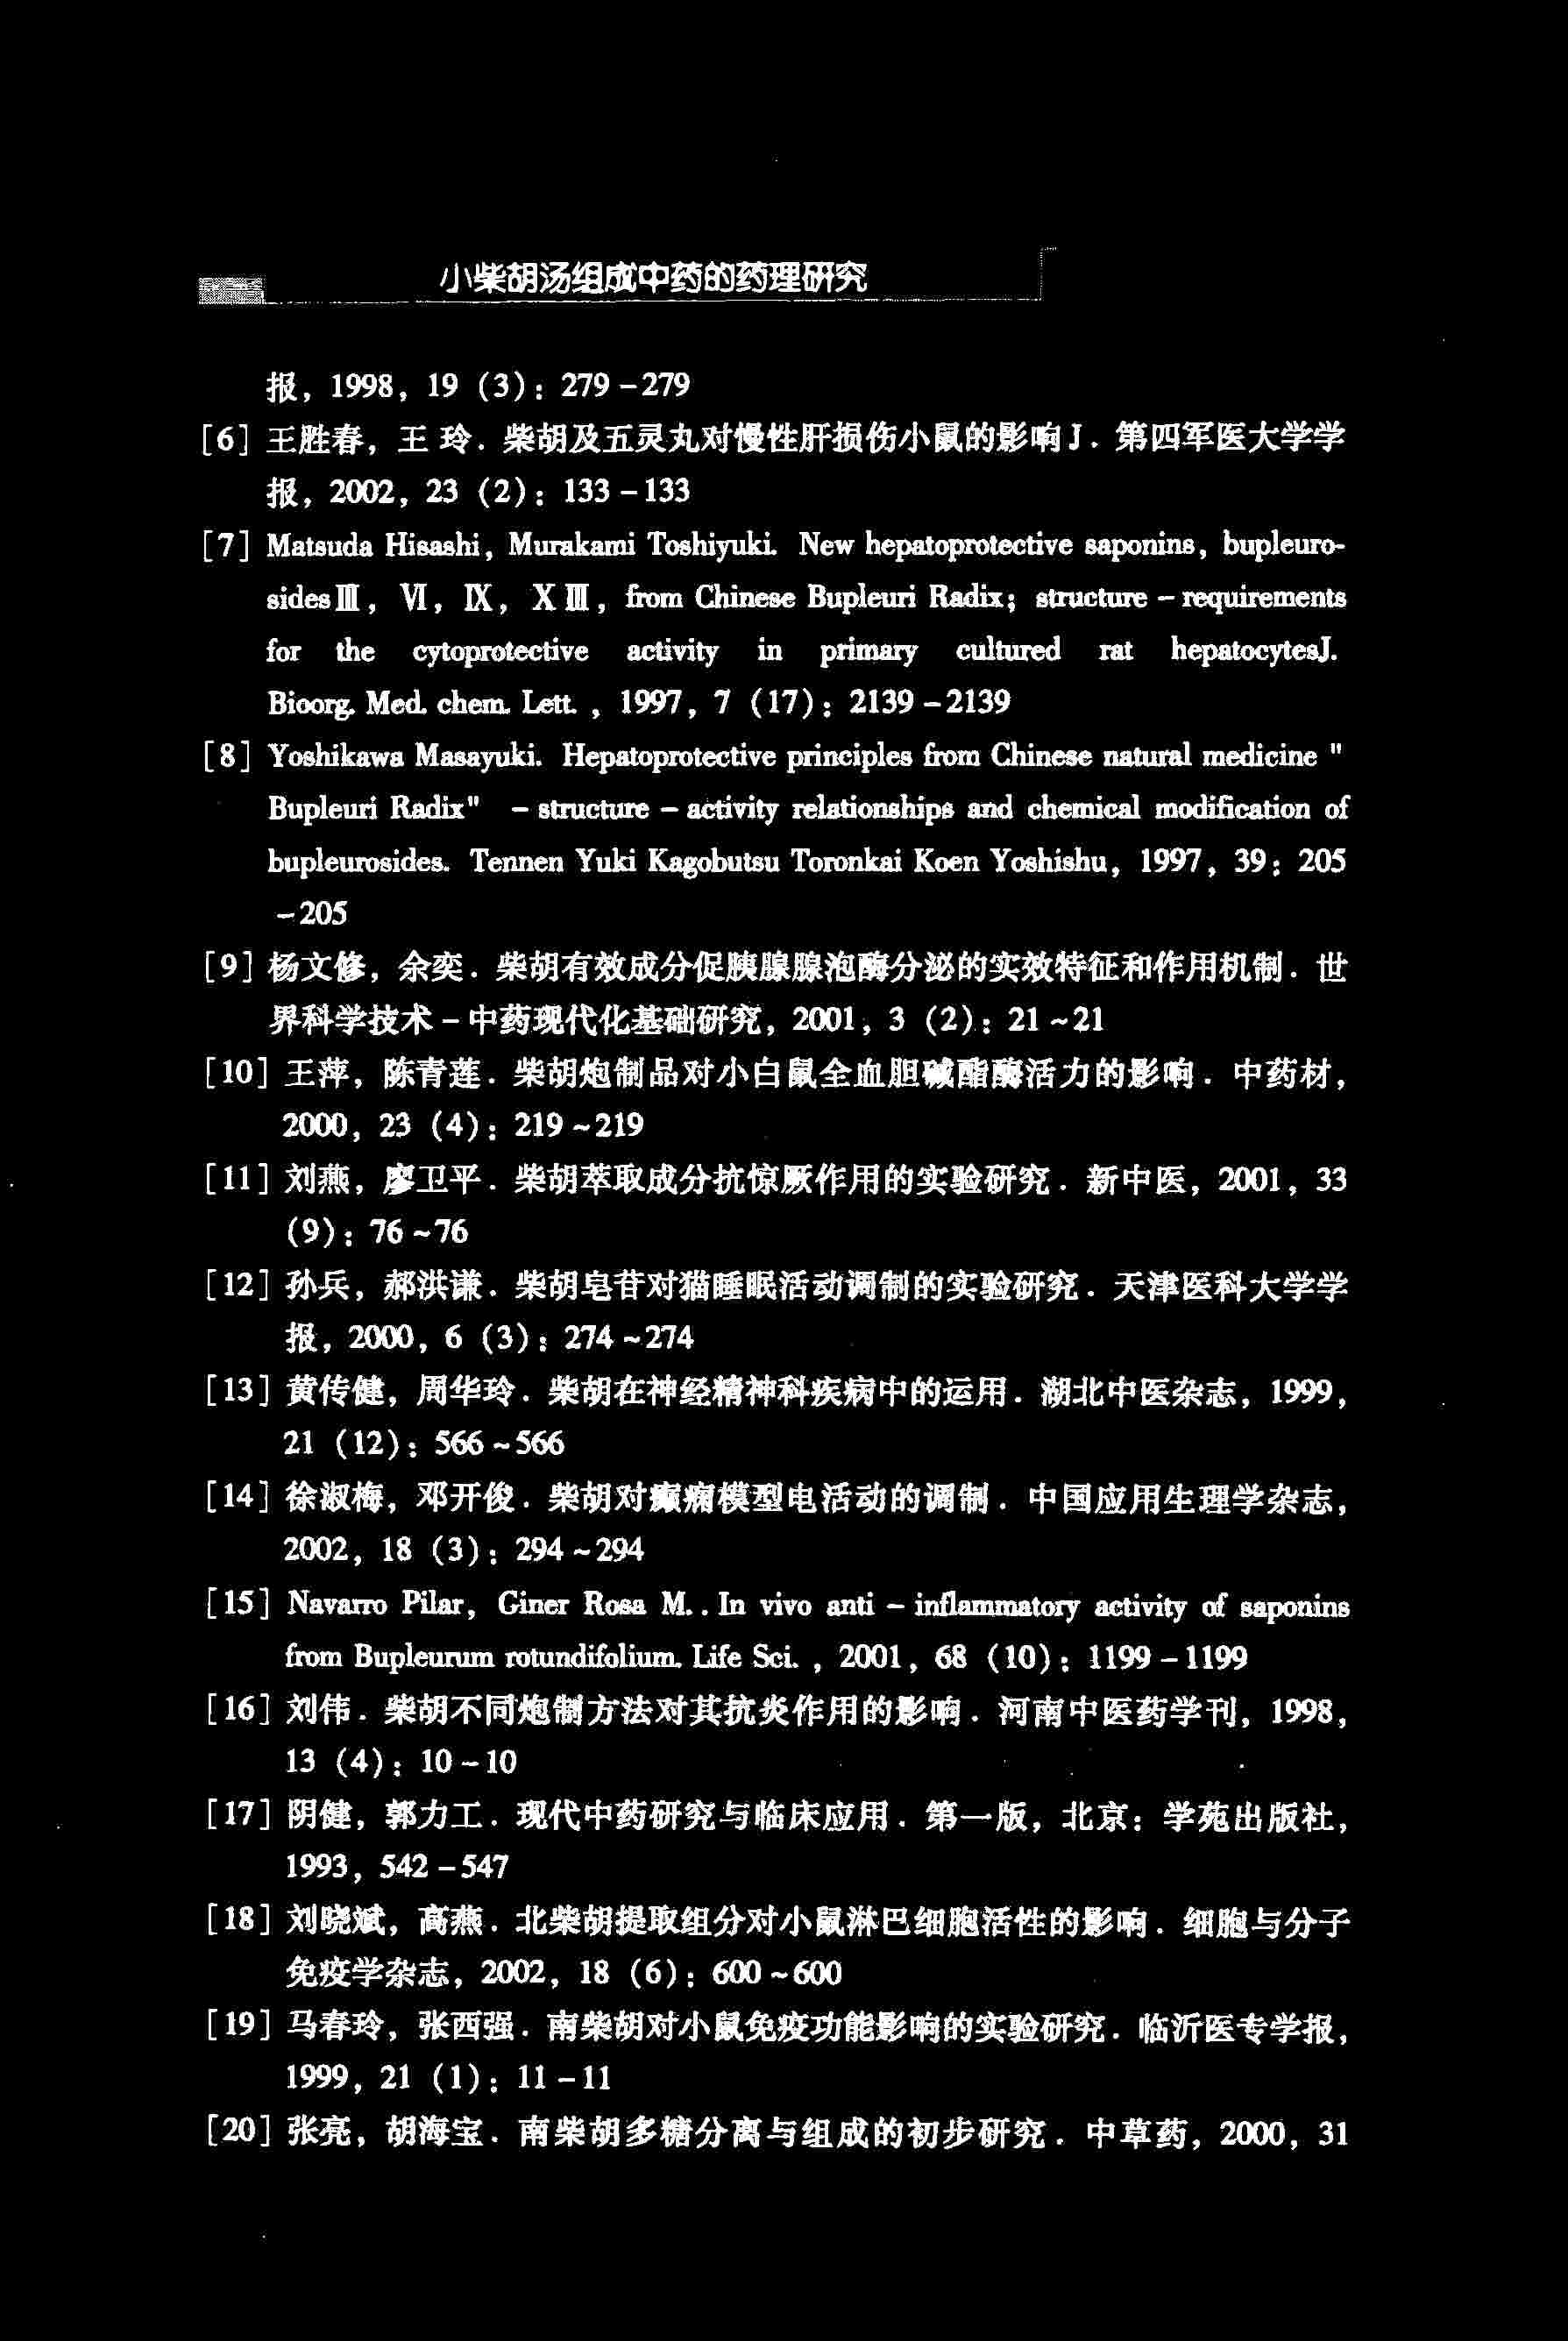 小柴胡汤组成中药的药理研究
报，1998，19（3）：279-279
[6] 王胜春，王 玲．柴胡及五灵丸对慢性肝损伤小鼠的影响J．第四军医大学学
报，2002，23（2）：133-133
[7] Matsuda Hisashi, Murakami Toshiyuki. New hepatoprotective saponins, bupleuro-
sidesⅢ, Ⅵ, Ⅸ, XⅢ, from Chinese Bupleuri Radix; structure-requirements
for the cytoprotective activity in primary cultured rat hepatocytesJ.
Bioorg. Med. chem. Lett. , 1997, 7 (17): 2139-2139
[8] Yoshikawa Masayuki. Hepatoprotective principles from Chinese natural medicine "
Bupleuri Radix" -structure-activity relationships and chemical modification of
bupleurosides. Tennen Yuki Kagobutsu Toronkai Koen Yoshishu, 1997, 39: 205
-205
[9] 杨文修，余奕．柴胡有效成分促胰腺腺泡酶分泌的实效特征和作用机制．世
界科学技术-中药现代化基础研究，2001，3（2）：21~21
[10] 王萍，陈青莲．柴胡炮制品对小白鼠全血胆碱酯酶活力的影响．中药材，
2000，23（4）：219~219
[11] 刘燕，廖卫平．柴胡萃取成分抗惊厥作用的实验研究．新中医，2001，33
（9）：76~76
[12] 孙兵，郝洪谦．柴胡皂苷对猫睡眠活动调制的实验研究．天津医科大学学
报，2000，6（3）：274~274
[13] 黄传健，周华玲．柴胡在神经精神科疾病中的运用．湖北中医杂志，1999，
21（12）：566~566
[14] 徐淑梅，邓开俊．柴胡对癫痫模型电活动的调制．中国应用生理学杂志，
2002，18（3）：294~294
[15] Navarro Pilar, Giner Rosa M.. In vivo anti-inflammatory activity of saponins
from Bupleurum rotundifolium. Life Sci. , 2001, 68 (10): 1199-1199
[16] 刘伟．柴胡不同炮制方法对其抗炎作用的影响．河南中医药学刊，1998，
13（4）：10~10
[17] 阴健，郭力工．现代中药研究与临床应用．第一版，北京：学苑出版社，
1993，542-547
[18] 刘晓斌，高燕．北柴胡提取组分对小鼠淋巴细胞活性的影响．细胞与分子
免疫学杂志，2002，18（6）：600~600
[19] 马春玲，张西强．南柴胡对小鼠免疫功能影响的实验研究．临沂医专学报，
1999，21（1）：11-11
[20] 张亮，胡海宝．南柴胡多糖分离与组成的初步研究．中草药，2000，31